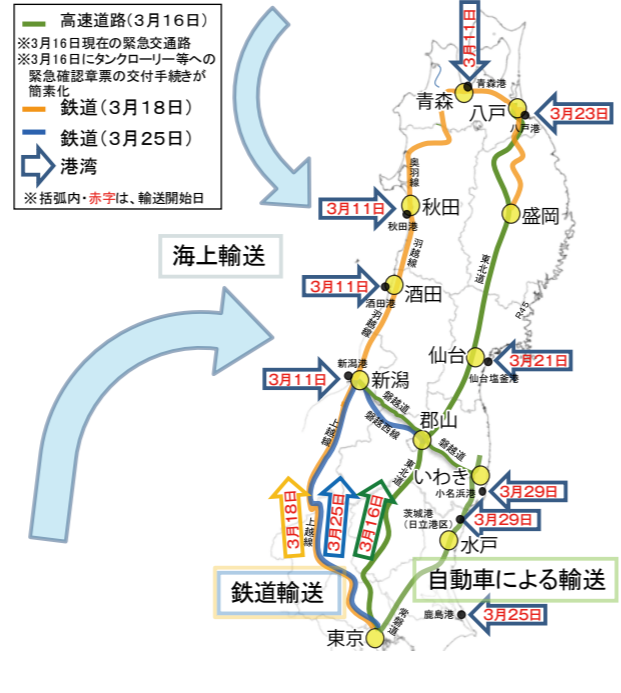 高速道路(3月16日)
※3月16日現在の緊急交通路
※3月16日にタンクローリー等への
緊急確認章票の交付手続きが
簡素化
鉄道(3月18日)
鉄道(3月25日)
港湾
※括弧内・赤字は、輸送開始日
3月11日
青森港
青森
八戸
八戸港
3月23日
奥羽線
3月11日
秋田
秋田港
盛岡
羽越線
海上輸送
東北道
3月11日
酒田
酒田港
羽越線
R45
仙台
3月21日
仙台塩釜港
新潟港
3月11日
新潟
磐越道
磐越西線
郡山
磐越道
上越線
東北道
いわき
小名浜港
3月29日
3月18日
3月25日
3月16日
上越線
茨城港
(日立港区)
3月29日
水戸
鉄道輸送
自動車による輸送
鹿島港
3月25日
常磐道
東京